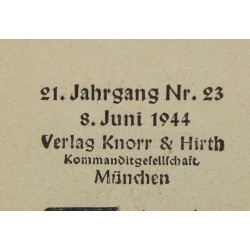 21. Jahrgang Nr. 23
8. Juni 1944
Verlag Knorr & Hirth
Kommanditgesellschaft,
München